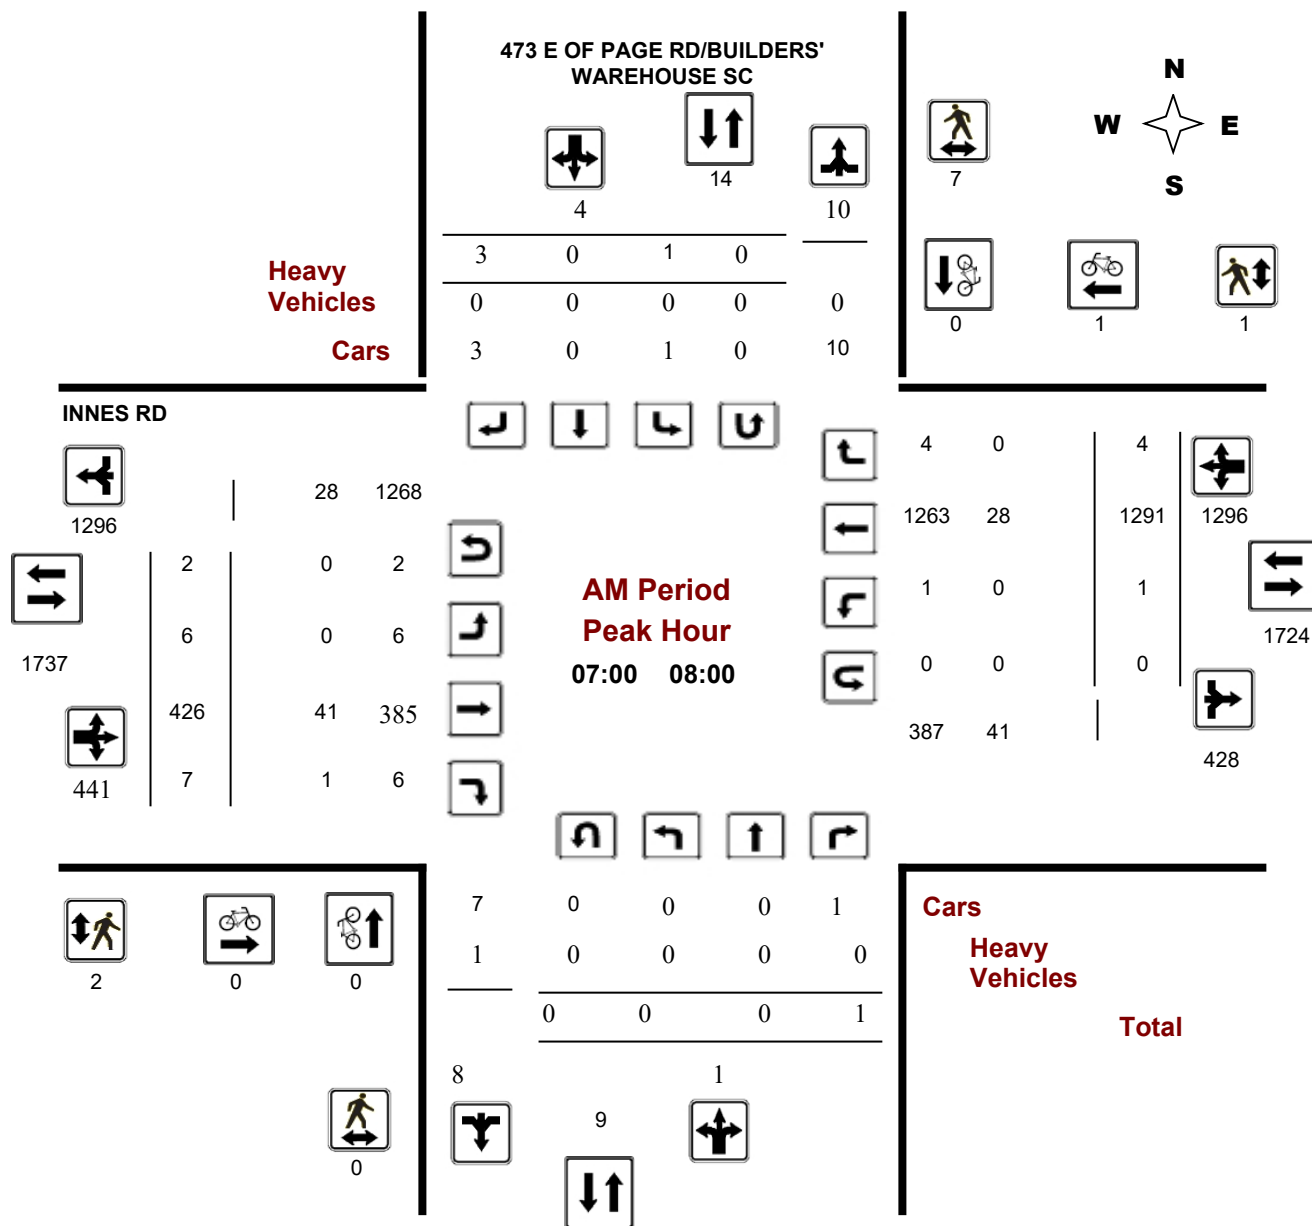 473 E OF PAGE RD/BUILDERS'
WAREHOUSE SC
N
W E
S
14
7
4 10
3 0 1 0
Heavy
Vehicles
0 0 0 0 0
0 1 1
Cars
3 0 1 0 10
INNES RD
4 0 4
28 1268
1296
1263 28 1291 1296
2 0 2
AM Period
Peak Hour
07:00 08:00
1 0 1
6 0 6
1724
1737
0 0 0
426 41 385
387 41
428
441
7 1 6
7 0 0 0 1
Cars
1 0 0 0 0
Heavy
Vehicles
2 0 0
0 0 0 1
Total
8 1
9
0